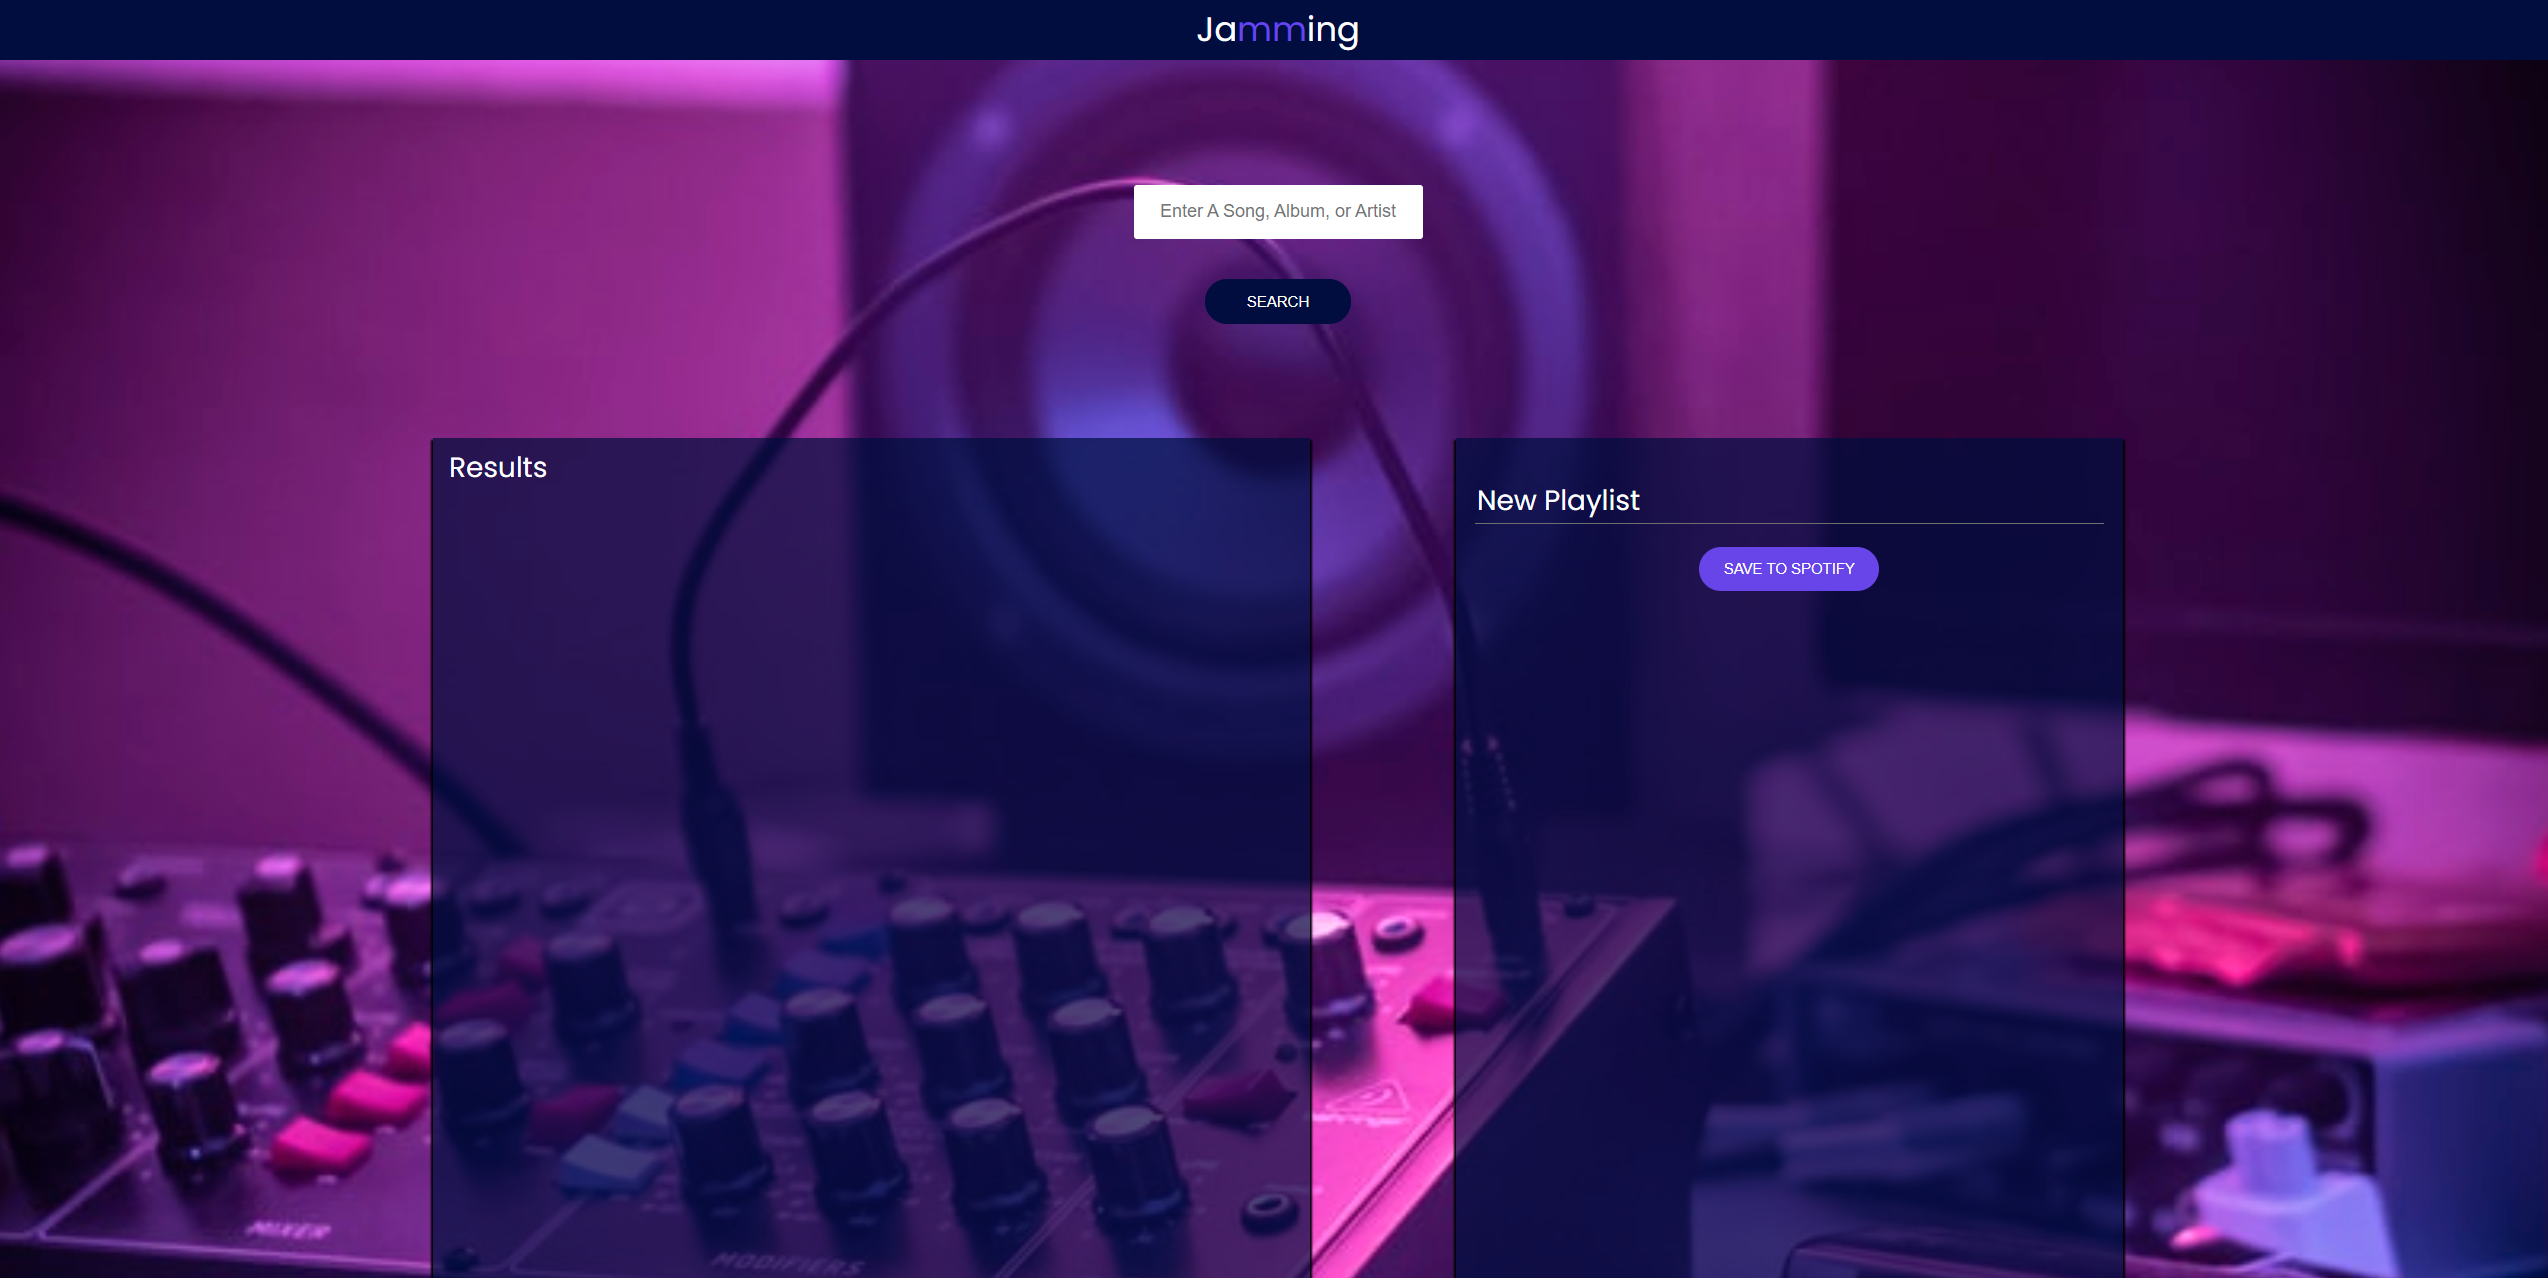 Jamming
Enter A Song, Album, or Artist
SEARCH
Results
New Playlist
SAVE TO SPOTIFY
MIXER
MODIFIERS